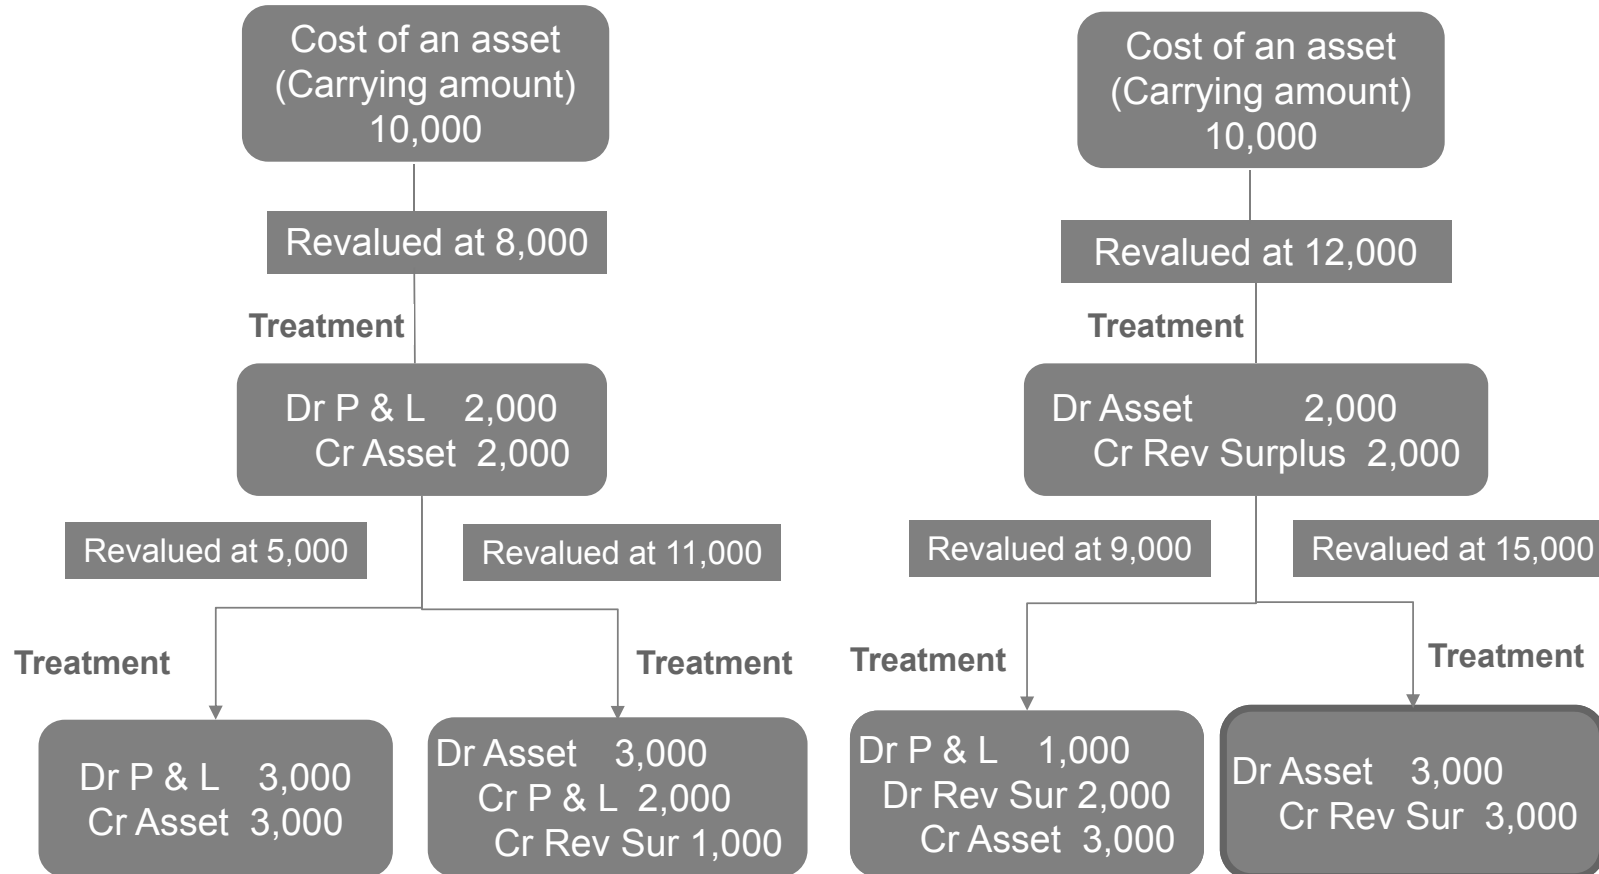 Cost of an asset
(Carrying amount)
10,000
Revalued at 8,000
Treatment
Dr P & L 2,000
Cr Asset 2,000
Revalued at 5,000
Revalued at 11,000
Treatment
Treatment
Dr P & L 3,000
Cr Asset 3,000
Dr Asset 3,000
Cr P & L 2,000
Cr Rev Sur 1,000
Cost of an asset
(Carrying amount)
10,000
Revalued at 12,000
Treatment
Dr Asset 2,000
Cr Rev Surplus 2,000
Revalued at 9,000
Revalued at 15,000
Treatment
Treatment
Dr P & L 1,000
Dr Rev Sur 2,000
Cr Asset 3,000
Dr Asset 3,000
Cr Rev Sur 3,000